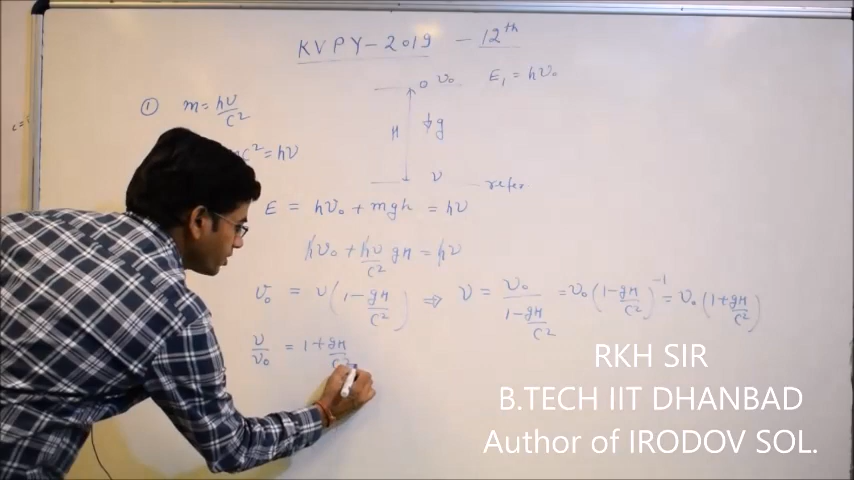 KVPY-2019 - 12th
ν₀ E₁ = hν₀
① m = hν/c²
H ↓g
c² = hν
ν refer.
E = hν₀ + mgh = hν
hν₀ + hν/c² gH = hν
ν₀ = ν(1 - gH/c²) ⇒ ν = ν₀/(1 - gH/c²) = ν₀(1 - gH/c²)⁻¹ = ν₀(1 + gH/c²)
ν/ν₀ = 1 + gH/c²
RKH SIR
B.TECH IIT DHANBAD
Author of IRODOV SOL.